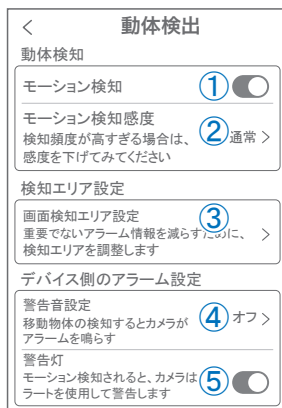 < 動体検出
動体検知
モーション検知 ①
モーション検知感度
検知頻度が高すぎる場合は、 ② 通常 >
感度を下げてみてください
検知エリア設定
画面検知エリア設定 ③
重要でないアラーム情報を減らすために、 >
検知エリアを調整します
デバイス側のアラーム設定
警告音設定
移動物体の検知するとカメラが ④ オフ >
アラームを鳴らす
警告灯
モーション検知されると、カメラは ⑤
ラートを使用して警告します